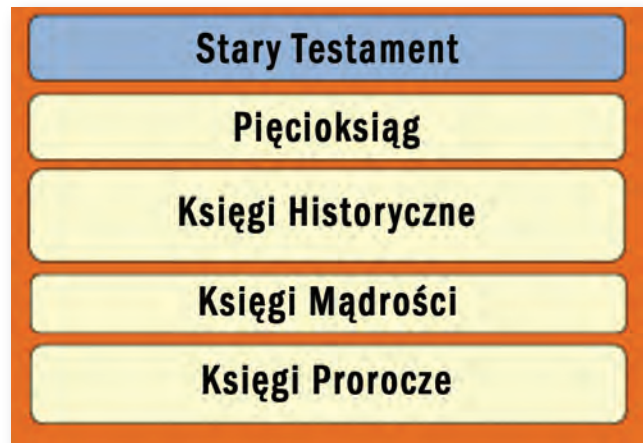 Stary Testament
Pięcioksiąg
Księgi Historyczne
Księgi Mądrości
Księgi Prorocze